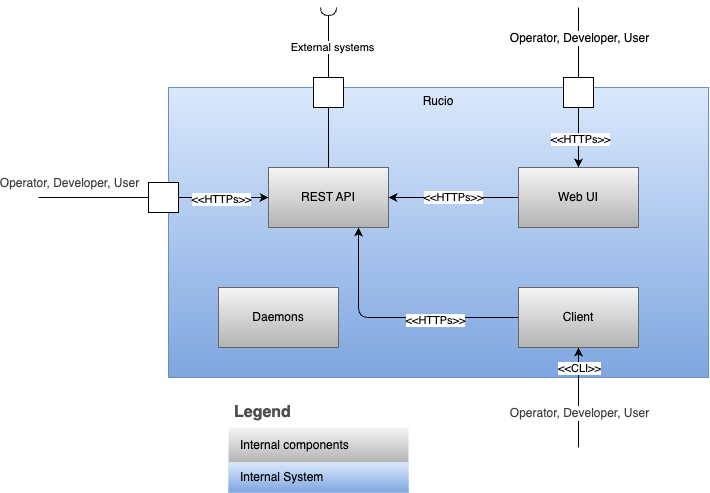 External systems
Operator, Developer, User
Rucio
<<HTTPs>>
Operator, Developer, User
<<HTTPs>>
REST API
<<HTTPs>>
Web UI
Daemons
<<HTTPs>>
Client
<<CLI>>
Operator, Developer, User
Legend
Internal components
Internal System